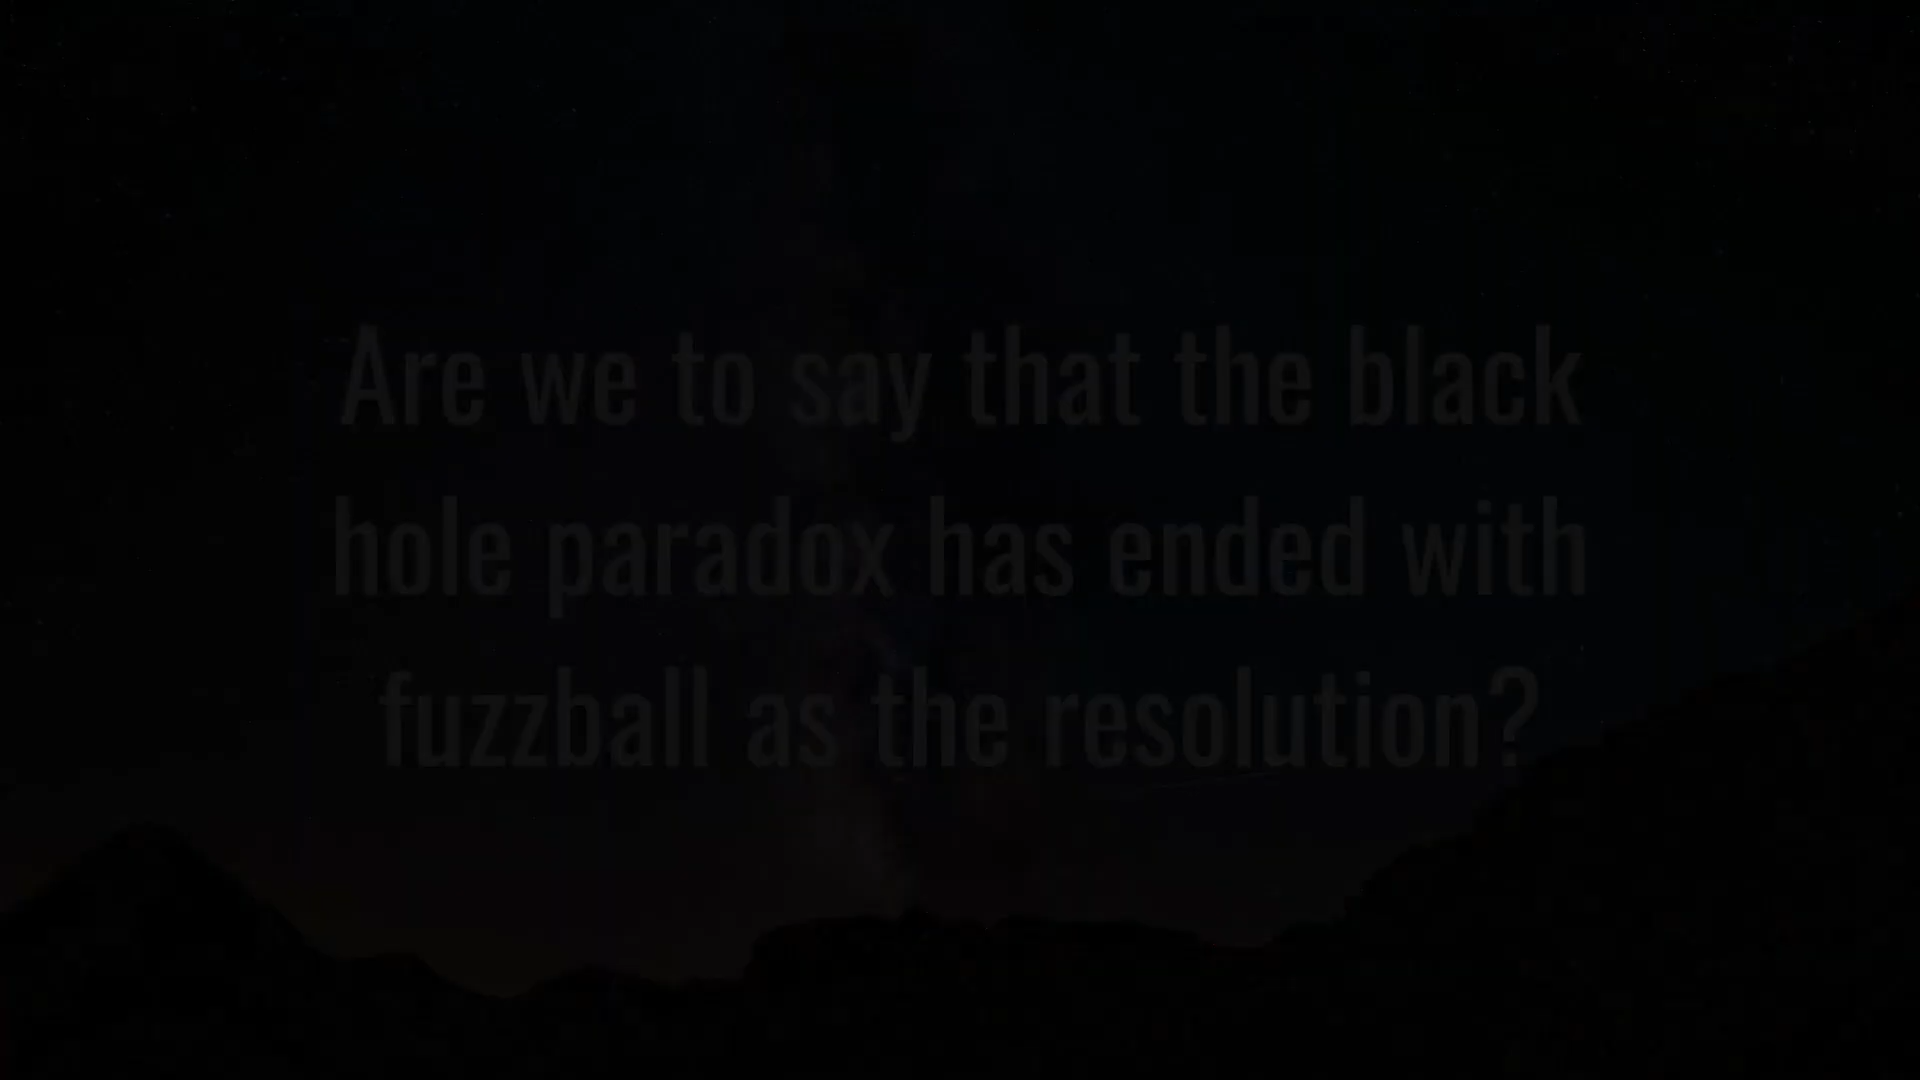 Are we to say that the black
hole paradox has ended with
fuzzball as the resolution?